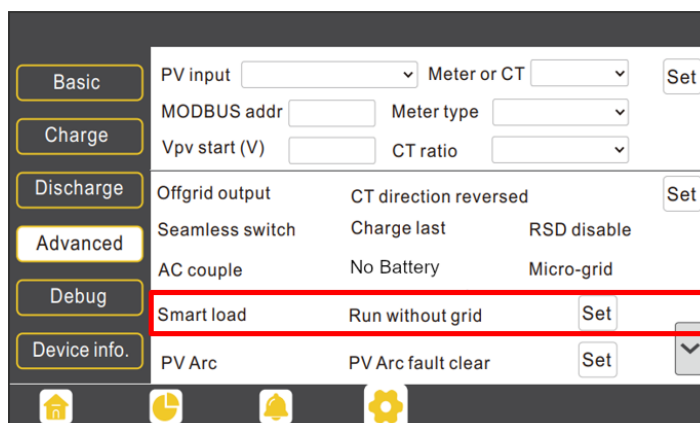 Basic
Charge
Discharge
Advanced
Debug
Device info.
PV input Meter or CT Set
MODBUS addr Meter type
Vpv start (V) CT ratio
Offgrid output CT direction reversed Set
Seamless switch Charge last RSD disable
AC couple No Battery Micro-grid
Smart load Run without grid Set
PV Arc PV Arc fault clear Set